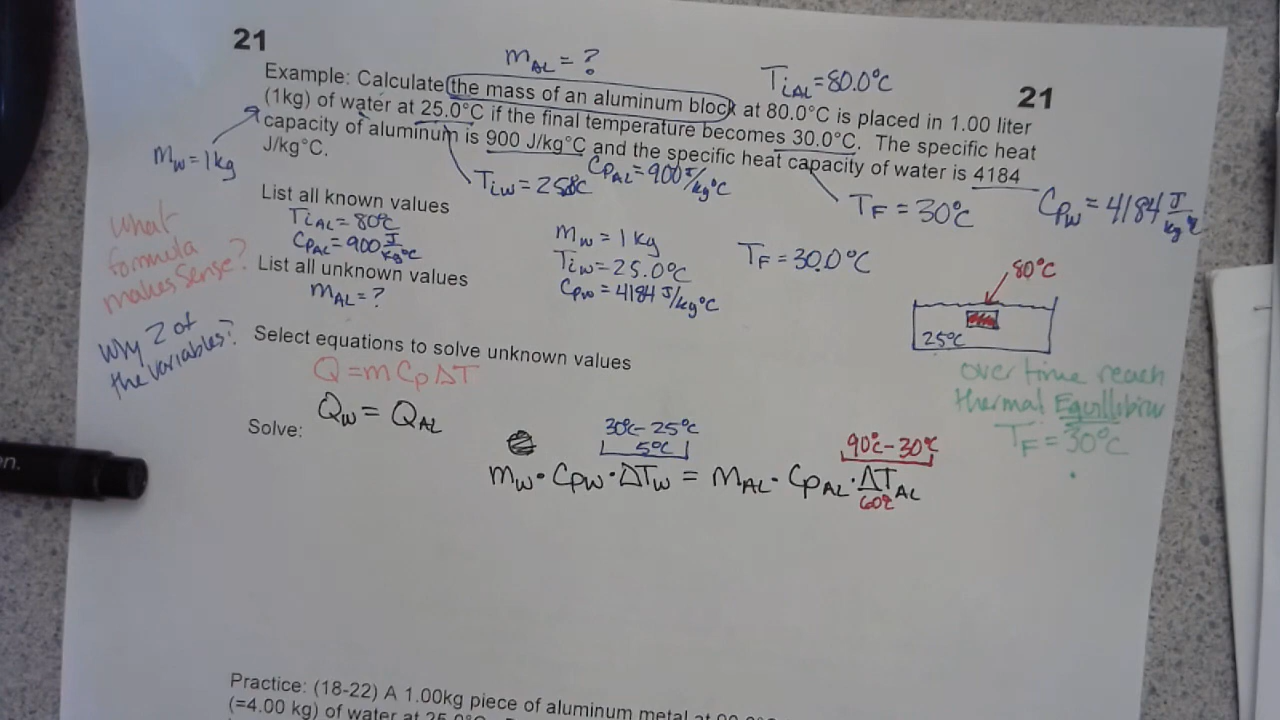 21
m_AL = ?
T_iAL = 80.0°C
21
Example: Calculate the mass of an aluminum block at 80.0°C is placed in 1.00 liter
(1kg) of water at 25.0°C if the final temperature becomes 30.0°C. The specific heat
capacity of aluminum is 900 J/kg°C and the specific heat capacity of water is 4184
J/kg°C.
m_w = 1kg
T_iw = 25°C
Cp_AL = 900 J/kg°C
T_F = 30°C
Cp_w = 4184 J/kg°C
List all known values
T_iAL = 80°C
Cp_AL = 900 J/kg°C
m_w = 1 kg
T_iw = 25.0°C
Cp_w = 4184 J/kg°C
T_F = 30.0°C
What
formula
makes sense?
List all unknown values
m_AL = ?
80°C
25°C
Why 2 of
the variables?
Select equations to solve unknown values
Q = m Cp ΔT
Q_w = Q_AL
over time reach
thermal Equilibrium
T_F = 30°C
Solve:
30°C - 25°C
5°C
90°C - 30°C
m_w · Cp_w · ΔT_w = m_AL · Cp_AL · ΔT_AL
60°C
en.
Practice: (18-22) A 1.00kg piece of aluminum metal at
(=4.00 kg) of water at 25.0°C.